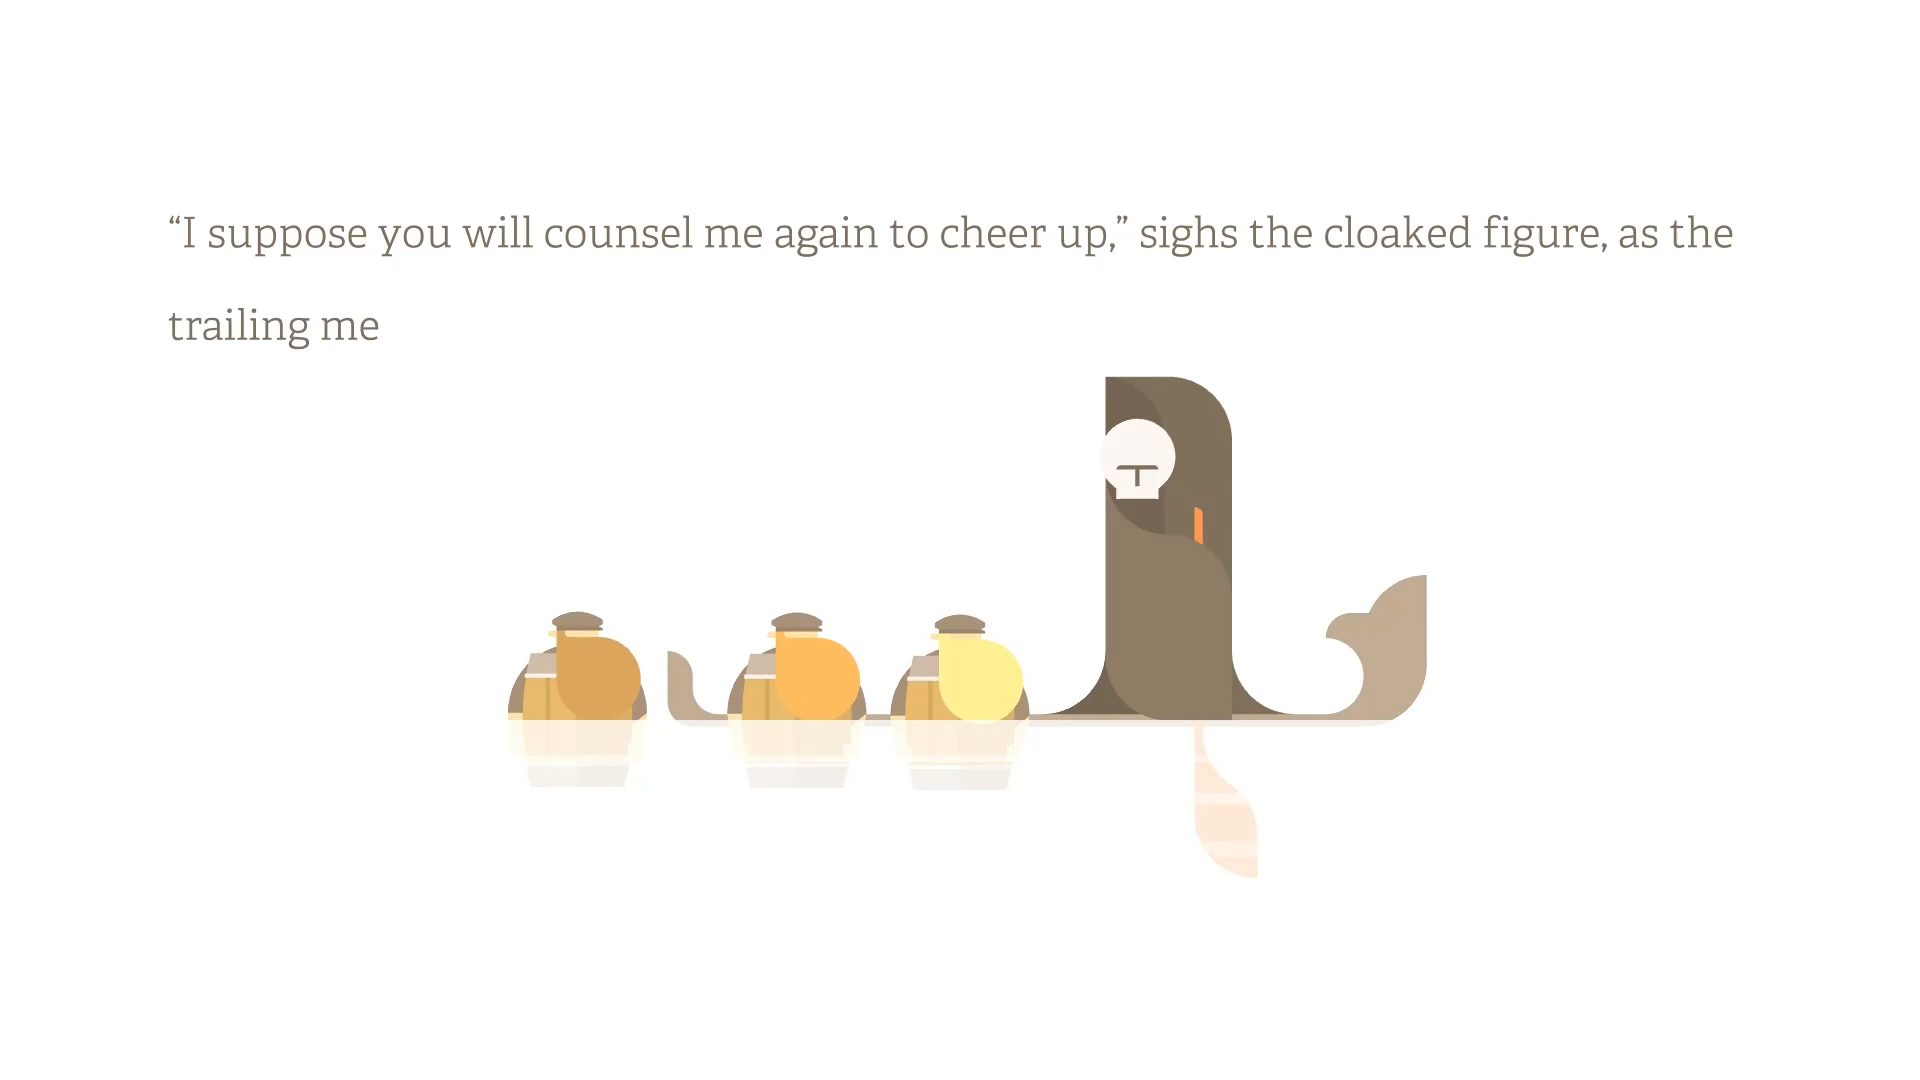 “I suppose you will counsel me again to cheer up,” sighs the cloaked figure, as the
trailing me